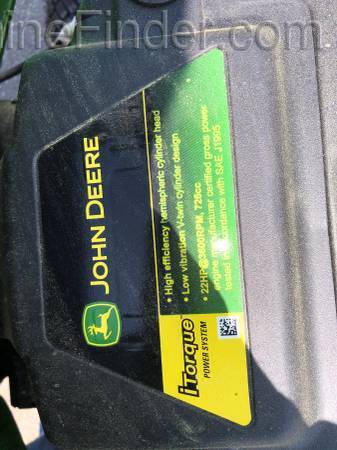 ineFinder.com
JOHN DEERE
• High efficiency hemispheric cylinder head
• Low vibration V-twin cylinder design
• 22HP@3600RPM, 726cc
engine manufacturer certified gross power
tested in accordance with SAE J1995
iTorque
POWER SYSTEM